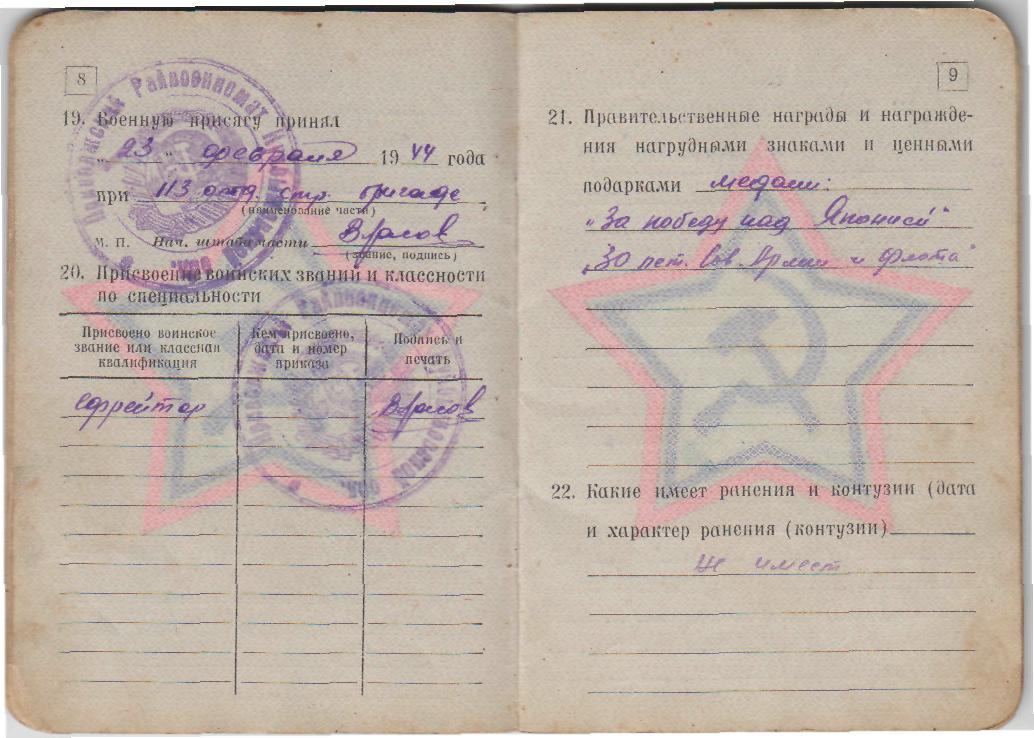 8
19. Военную присягу принял
„ 23 “ февраля 1944 года
при 113 отд. стр. бригаде
(наименование части)
М. П. Нач. штаба части Власов
(звание, подпись)
20. Присвоение воинских званий и классности
по специальности
Присвоено воинское
звание или классная
квалификация
Кем присвоено,
дата и номер
приказа
Подпись и
печать
Ефрейтор Власов
9
21. Правительственные награды и награжде-
ния нагрудными знаками и ценными
подарками медали:
„За победу над Японией"
„30 лет. Сов. Армии и Флота"
22. Какие имеет ранения и контузии (дата
и характер ранения (контузии)
Не имеет